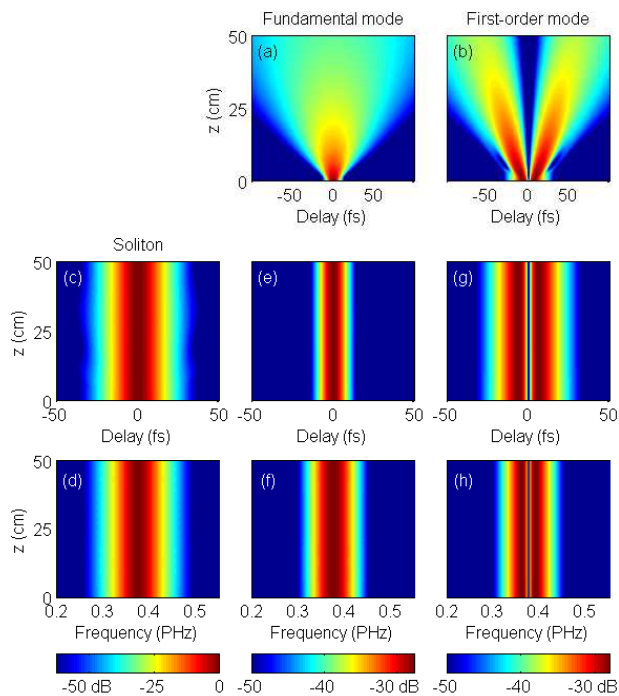 Fundamental mode First-order mode
50 (a) (b)
z (cm) 25
0
-50 0 50 -50 0 50
Delay (fs) Delay (fs)
Soliton
50 (c) (e) (g)
z (cm) 25
0
-50 0 50 -50 0 50 -50 0 50
Delay (fs) Delay (fs) Delay (fs)
50 (d) (f) (h)
z (cm) 25
0
0.2 0.3 0.4 0.5 0.2 0.3 0.4 0.5 0.2 0.3 0.4 0.5
Frequency (PHz) Frequency (PHz) Frequency (PHz)
-50 dB -25 0 -50 -40 -30 dB -50 -40 -30 dB